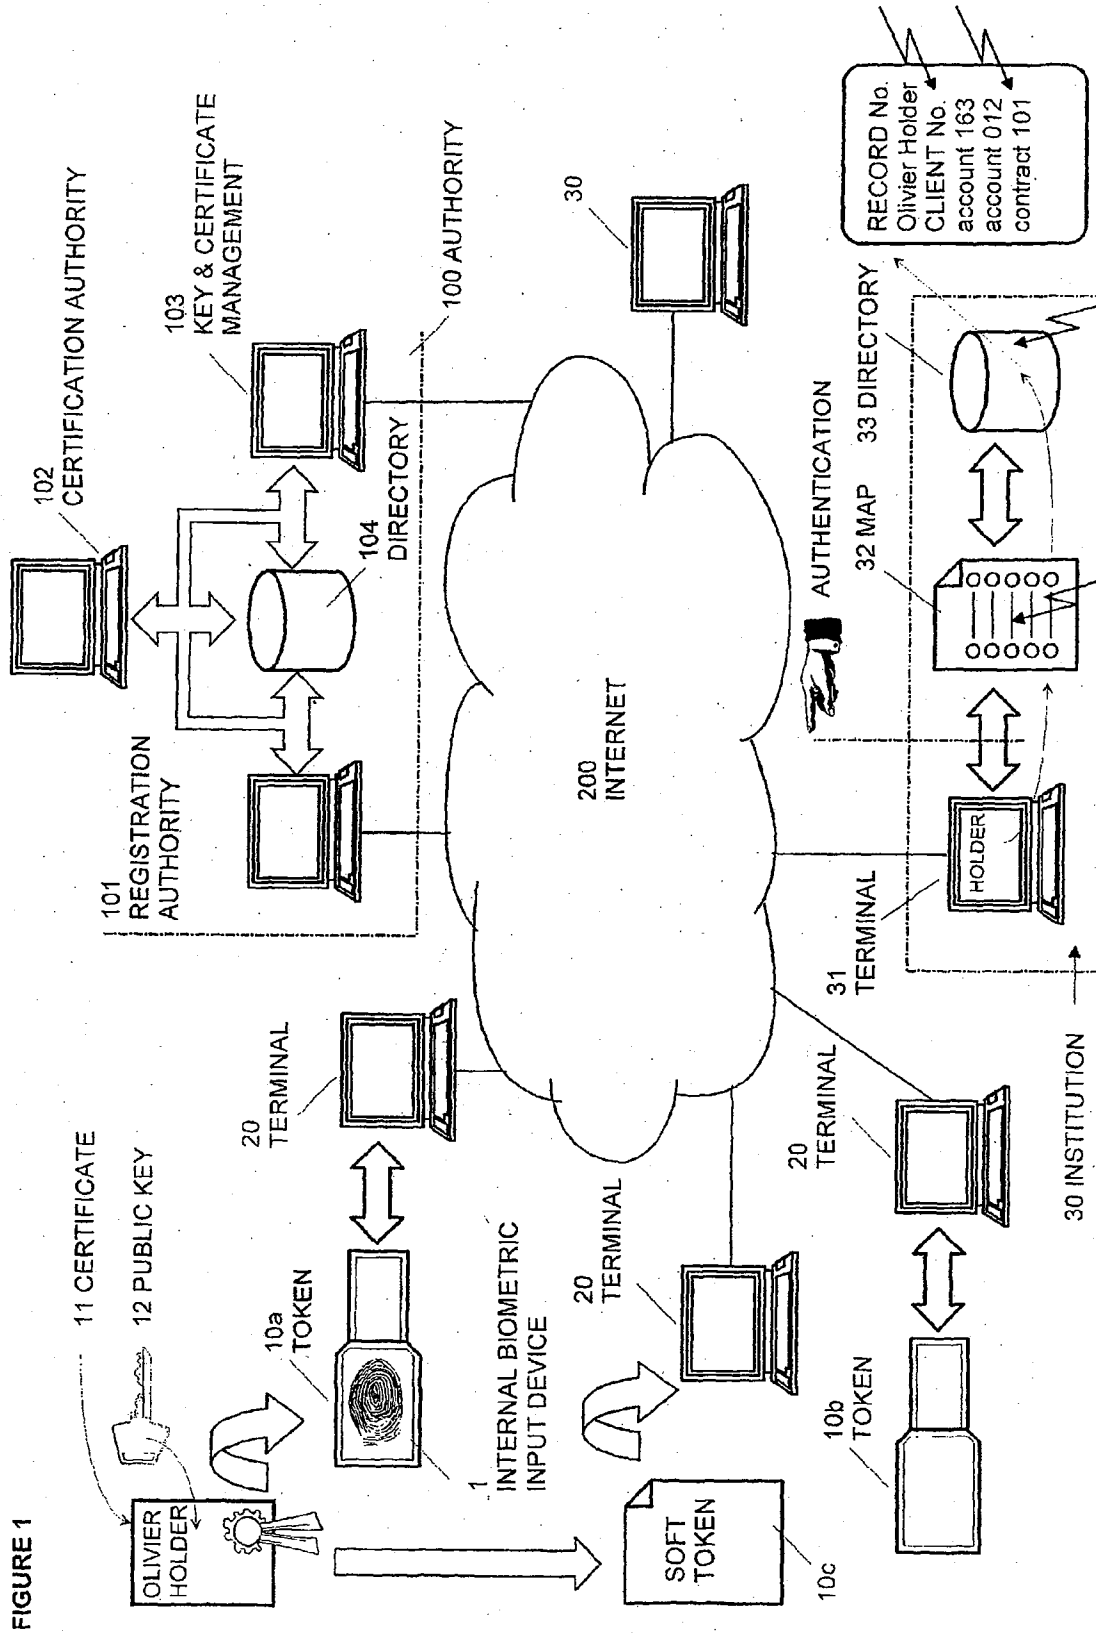 FIGURE 1
OLIVIER
HOLDER
11 CERTIFICATE
12 PUBLIC KEY
10a
TOKEN
1
INTERNAL BIOMETRIC
INPUT DEVICE
20
TERMINAL
SOFT
TOKEN
10c
20
TERMINAL
10b
TOKEN
20
TERMINAL
101
REGISTRATION
AUTHORITY
102
CERTIFICATION AUTHORITY
103
KEY & CERTIFICATE
MANAGEMENT
104
DIRECTORY
100 AUTHORITY
200
INTERNET
30
AUTHENTICATION
30 INSTITUTION
31
TERMINAL
HOLDER
32 MAP
33 DIRECTORY
RECORD No.
Olivier Holder
CLIENT No.
account 163
account 012
contract 101